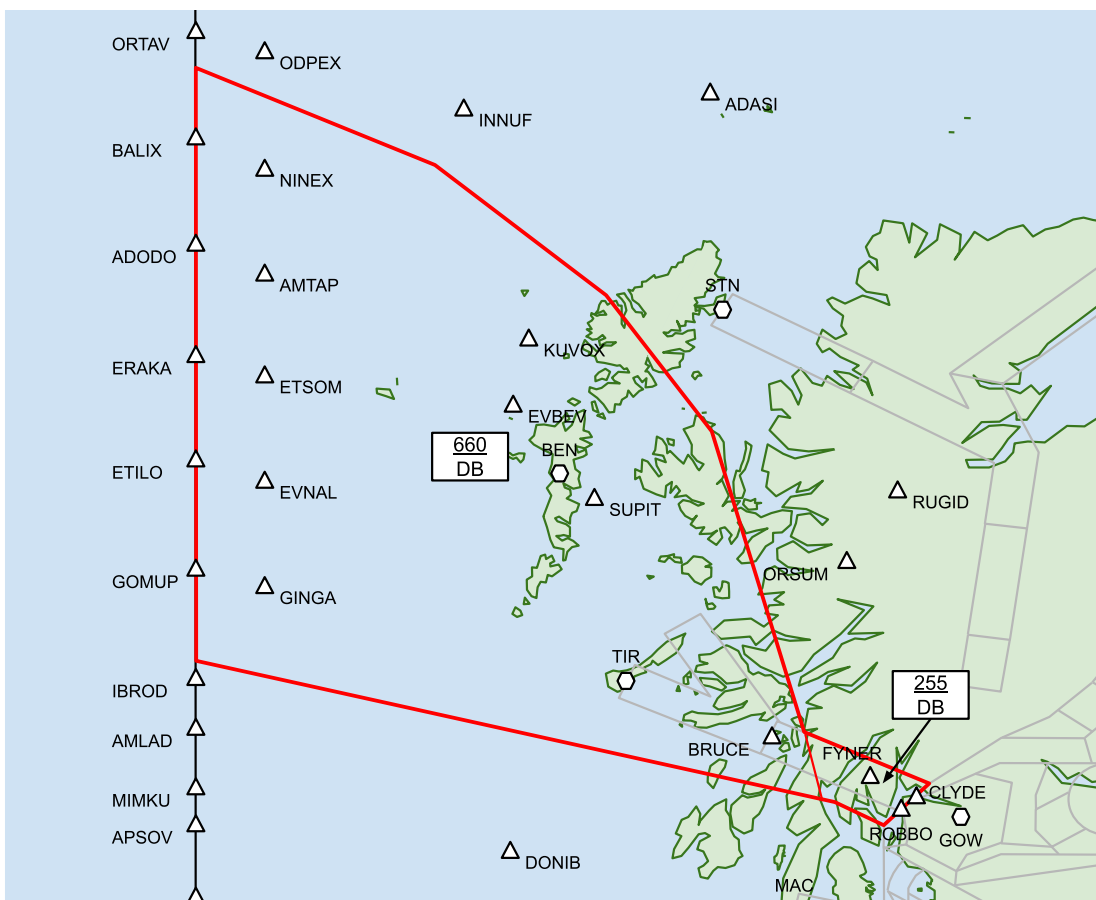 ORTAV
ODPEX
ADASI
INNUF
BALIX
NINEX
ADODO
AMTAP
STN
KUVOX
ERAKA
ETSOM
EVBEV
660
DB
BEN
ETILO
EVNAL
SUPIT
RUGID
ORSUM
GOMUP
GINGA
TIR
IBROD
255
DB
AMLAD
BRUCE
FYNER
MIMKU
CLYDE
APSOV
ROBBO
GOW
DONIB
MAC